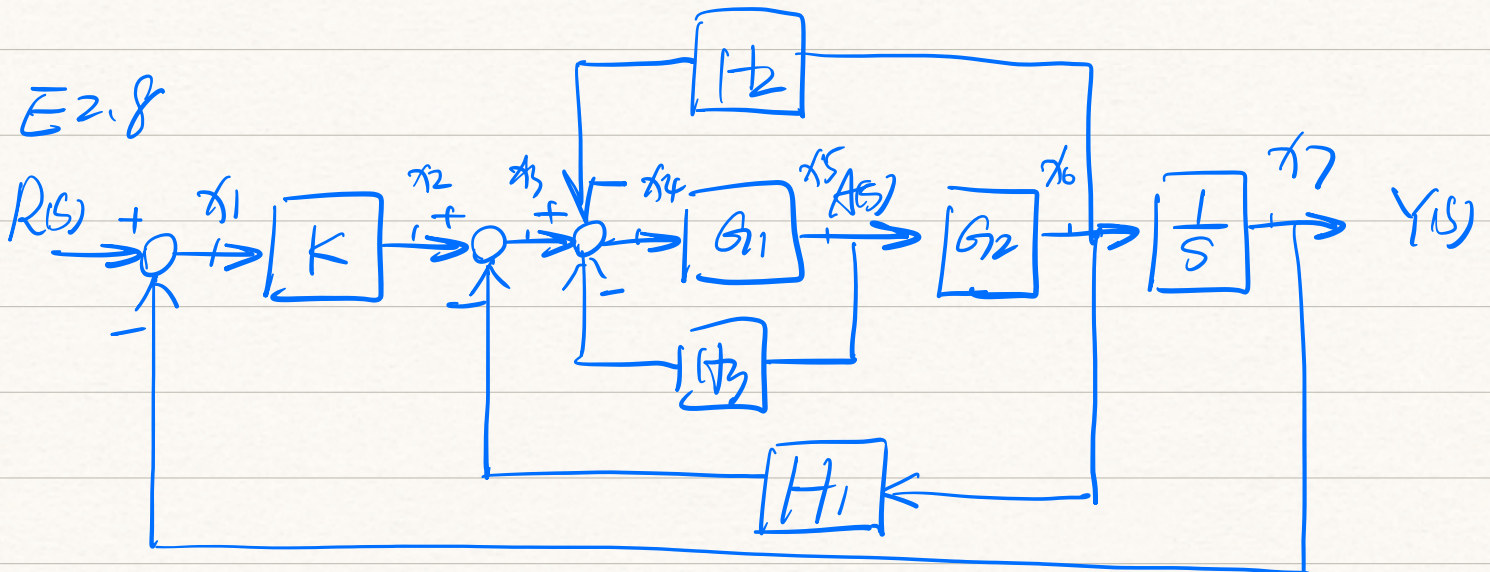 H2
E2.8
R(s) + x1 K x2 + x3 + − x4 G1 x5 A(s) G2 x6 1/s x7 Y(s)
− − −
H3
H1